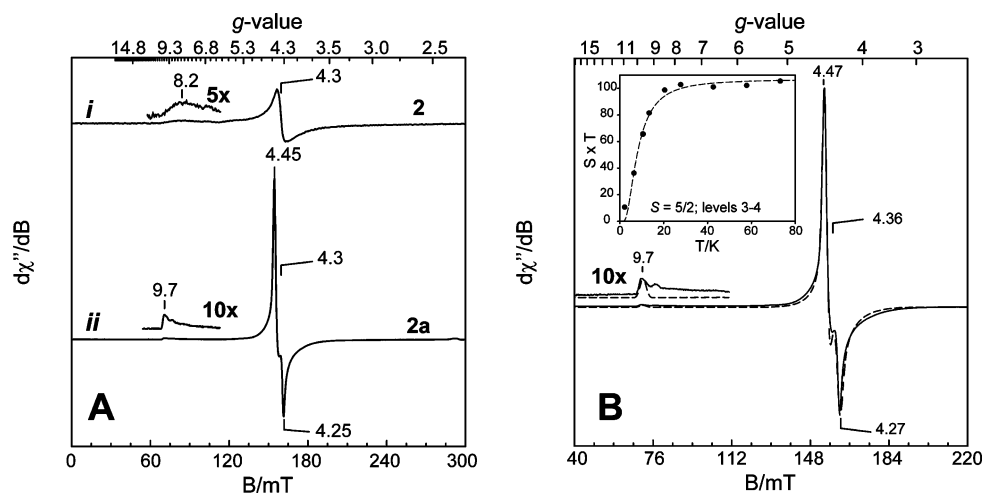 g-value
14.8 9.3 6.8 5.3 4.3 3.5 3.0 2.5
8.2
5x
4.3
i
2
4.45
4.3
9.7
10x
ii
2a
4.25
A
dχ''/dB
0 60 120 180 240 300
B/mT
g-value
15 11 9 8 7 6 5 4 3
4.47
100
80
60
40
20
0
S x T
S = 5/2; levels 3-4
0 20 40 60 80
T/K
4.36
9.7
10x
4.27
B
dχ''/dB
40 76 112 148 184 220
B/mT